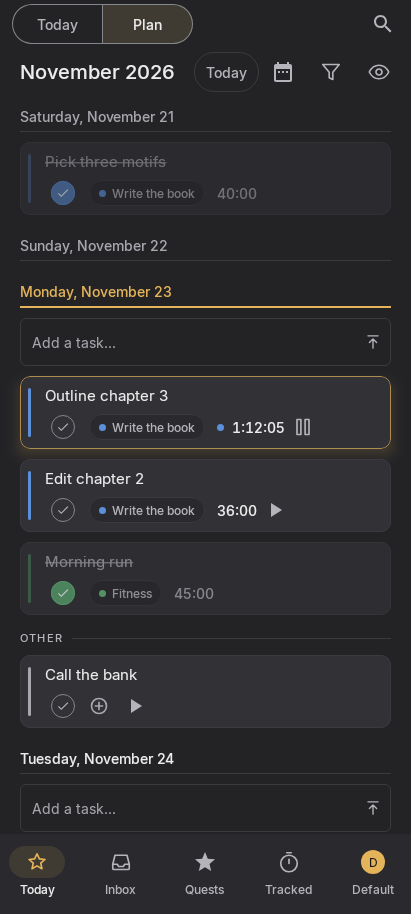 Today
Plan
November 2026
Today
Saturday, November 21
Pick three motifs
Write the book
40:00
Sunday, November 22
Monday, November 23
Add a task...
Outline chapter 3
Write the book
1:12:05
Edit chapter 2
Write the book
36:00
Morning run
Fitness
45:00
OTHER
Call the bank
Tuesday, November 24
Add a task...
D
Today
Inbox
Quests
Tracked
Default